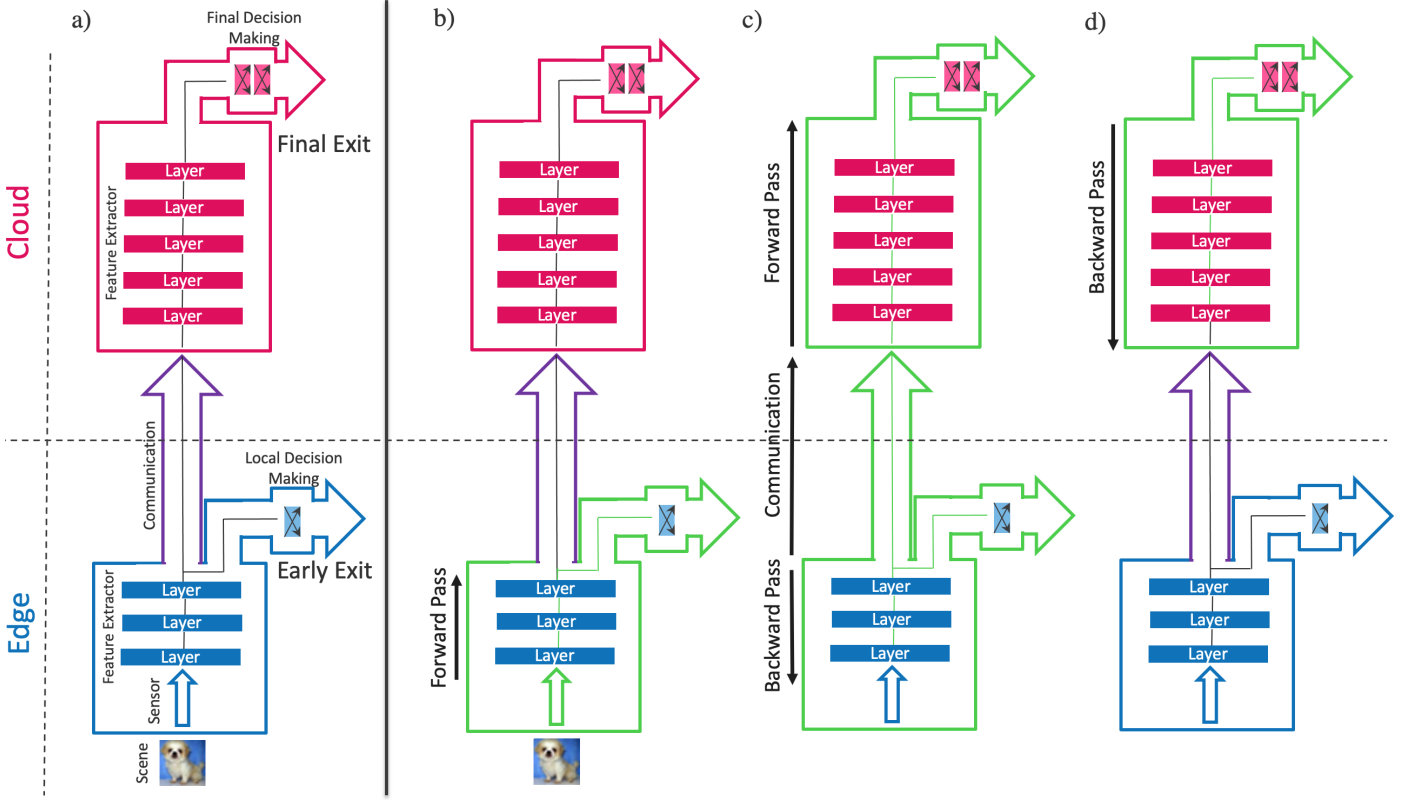 a)
Final Decision
Making
Final Exit
Cloud
Feature Extractor
Layer
Layer
Layer
Layer
Layer
Communication
Local Decision
Making
Early Exit
Edge
Feature Extractor
Layer
Layer
Layer
Sensor
Scene
b)
Layer
Layer
Layer
Layer
Layer
Forward Pass
Layer
Layer
Layer
c)
Forward Pass
Layer
Layer
Layer
Layer
Layer
Communication
Backward Pass
Layer
Layer
Layer
d)
Backward Pass
Layer
Layer
Layer
Layer
Layer
Layer
Layer
Layer